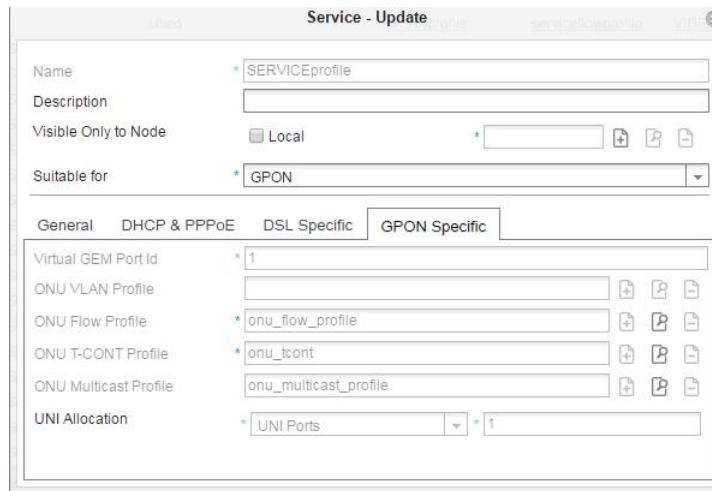 Service - Update
Name * SERVICEprofile
Description
Visible Only to Node Local *
Suitable for * GPON
General DHCP & PPPoE DSL Specific GPON Specific
Virtual GEM Port Id * 1
ONU VLAN Profile
ONU Flow Profile * onu_flow_profile
ONU T-CONT Profile * onu_tcont
ONU Multicast Profile onu_multicast_profile
UNI Allocation * UNI Ports * 1